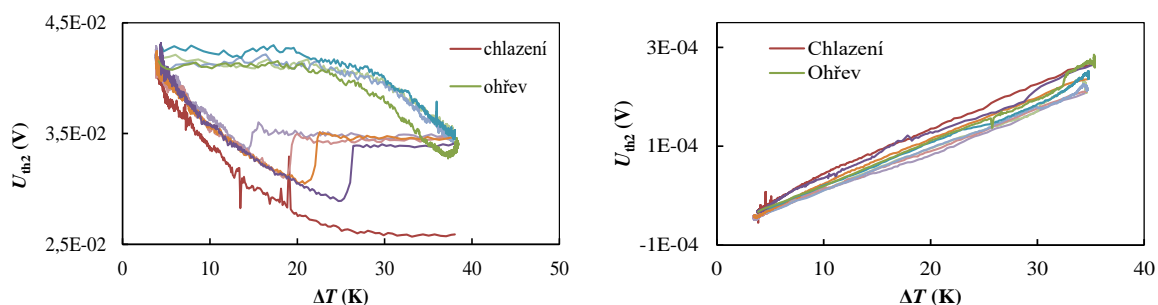 4,5E-02
3,5E-02
2,5E-02
U_th2 (V)
chlazení
ohřev
0 10 20 30 40 50
ΔT (K)
3E-04
1E-04
-1E-04
U_th2 (V)
Chlazení
Ohřev
0 10 20 30 40
ΔT (K)